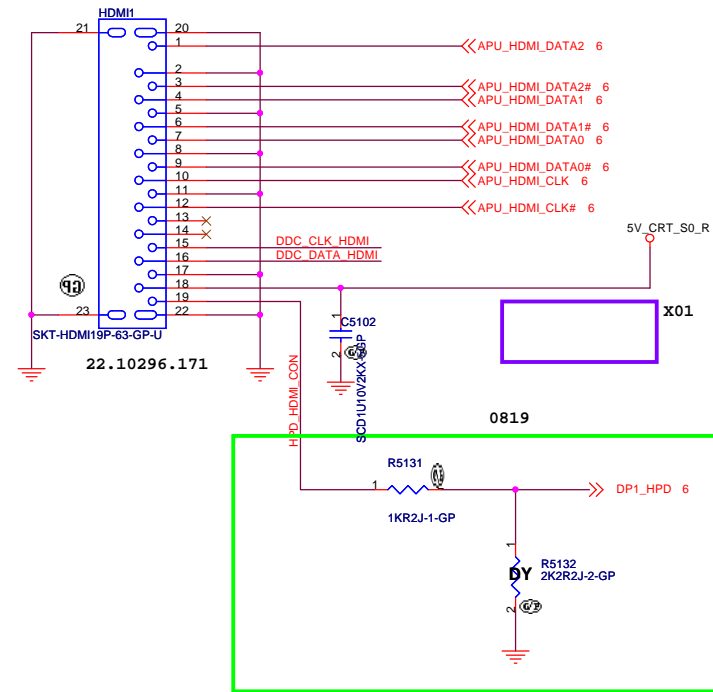 HDMI1
21
20
1
APU_HDMI_DATA2 6
2
3
APU_HDMI_DATA2# 6
4
APU_HDMI_DATA1 6
5
6
APU_HDMI_DATA1# 6
7
APU_HDMI_DATA0 6
8
9
APU_HDMI_DATA0# 6
10
APU_HDMI_CLK 6
11
12
APU_HDMI_CLK# 6
13
14
15
DDC_CLK_HDMI
16
DDC_DATA_HDMI
17
18
19
23
22
5V_CRT_S0_R
SKT-HDMI19P-63-GP-U
22.10296.171
1
C5102
2
SCD1U10V2KX-5GP
X01
HPD_HDMI_CON
0819
R5131
1
1KR2J-1-GP
DP1_HPD 6
1
DY
R5132
2K2R2J-2-GP
2